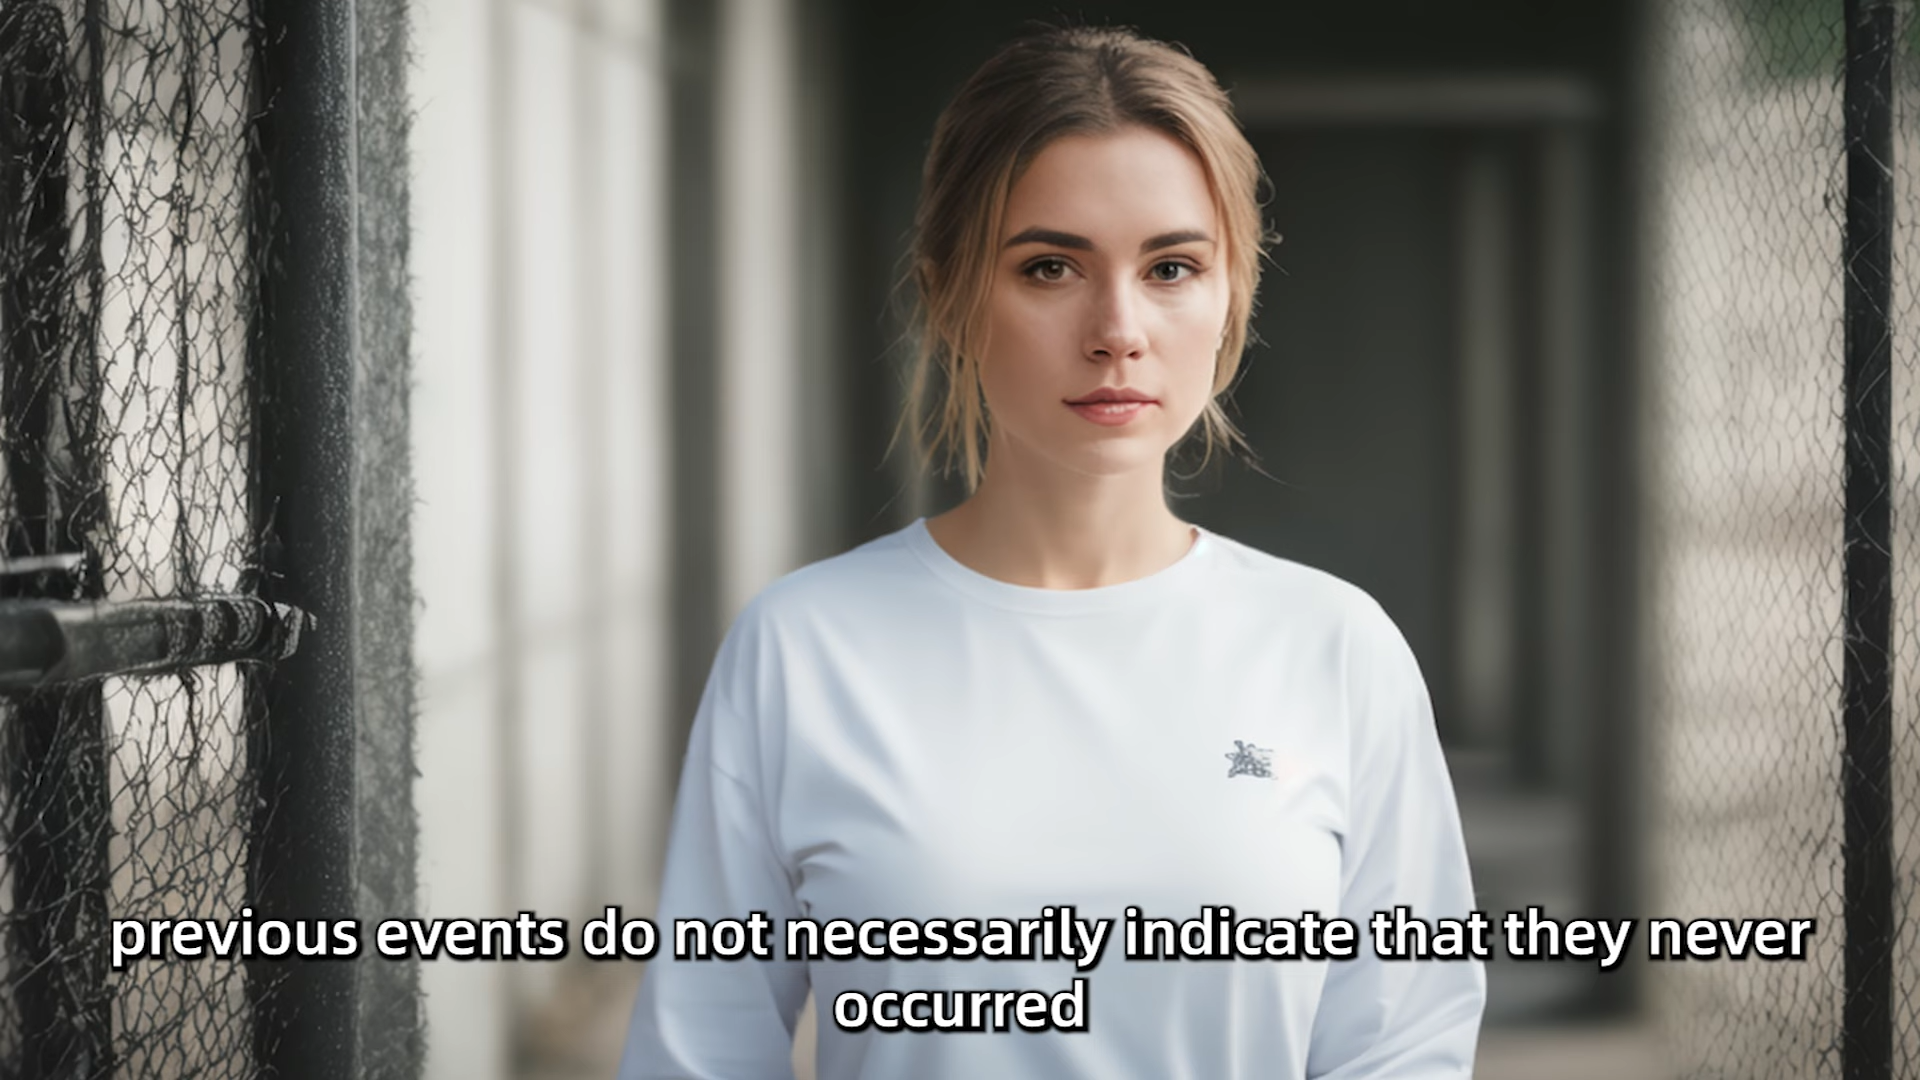 previous events do not necessarily indicate that they never
occurred